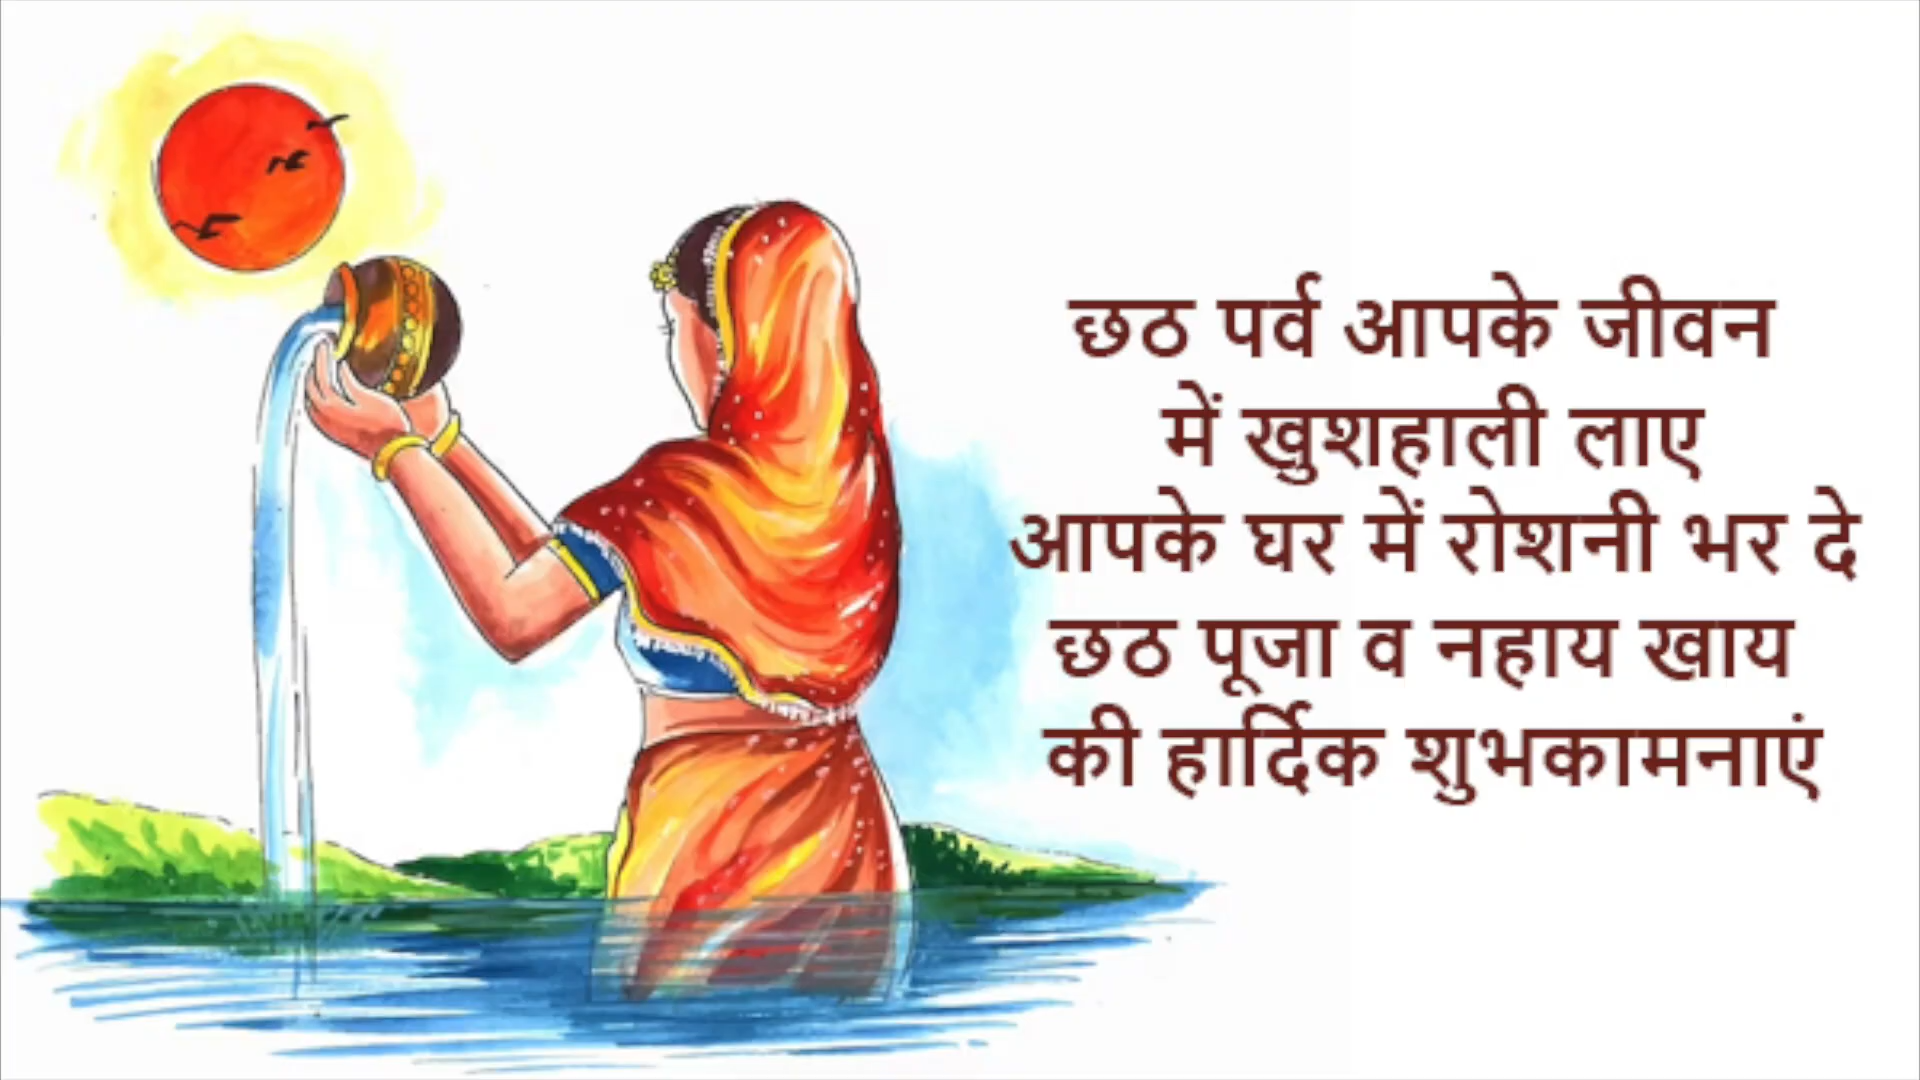 छठ पर्व आपके जीवन
में खुशहाली लाए
आपके घर में रोशनी भर दे
छठ पूजा व नहाय खाय
की हार्दिक शुभकामनाएं